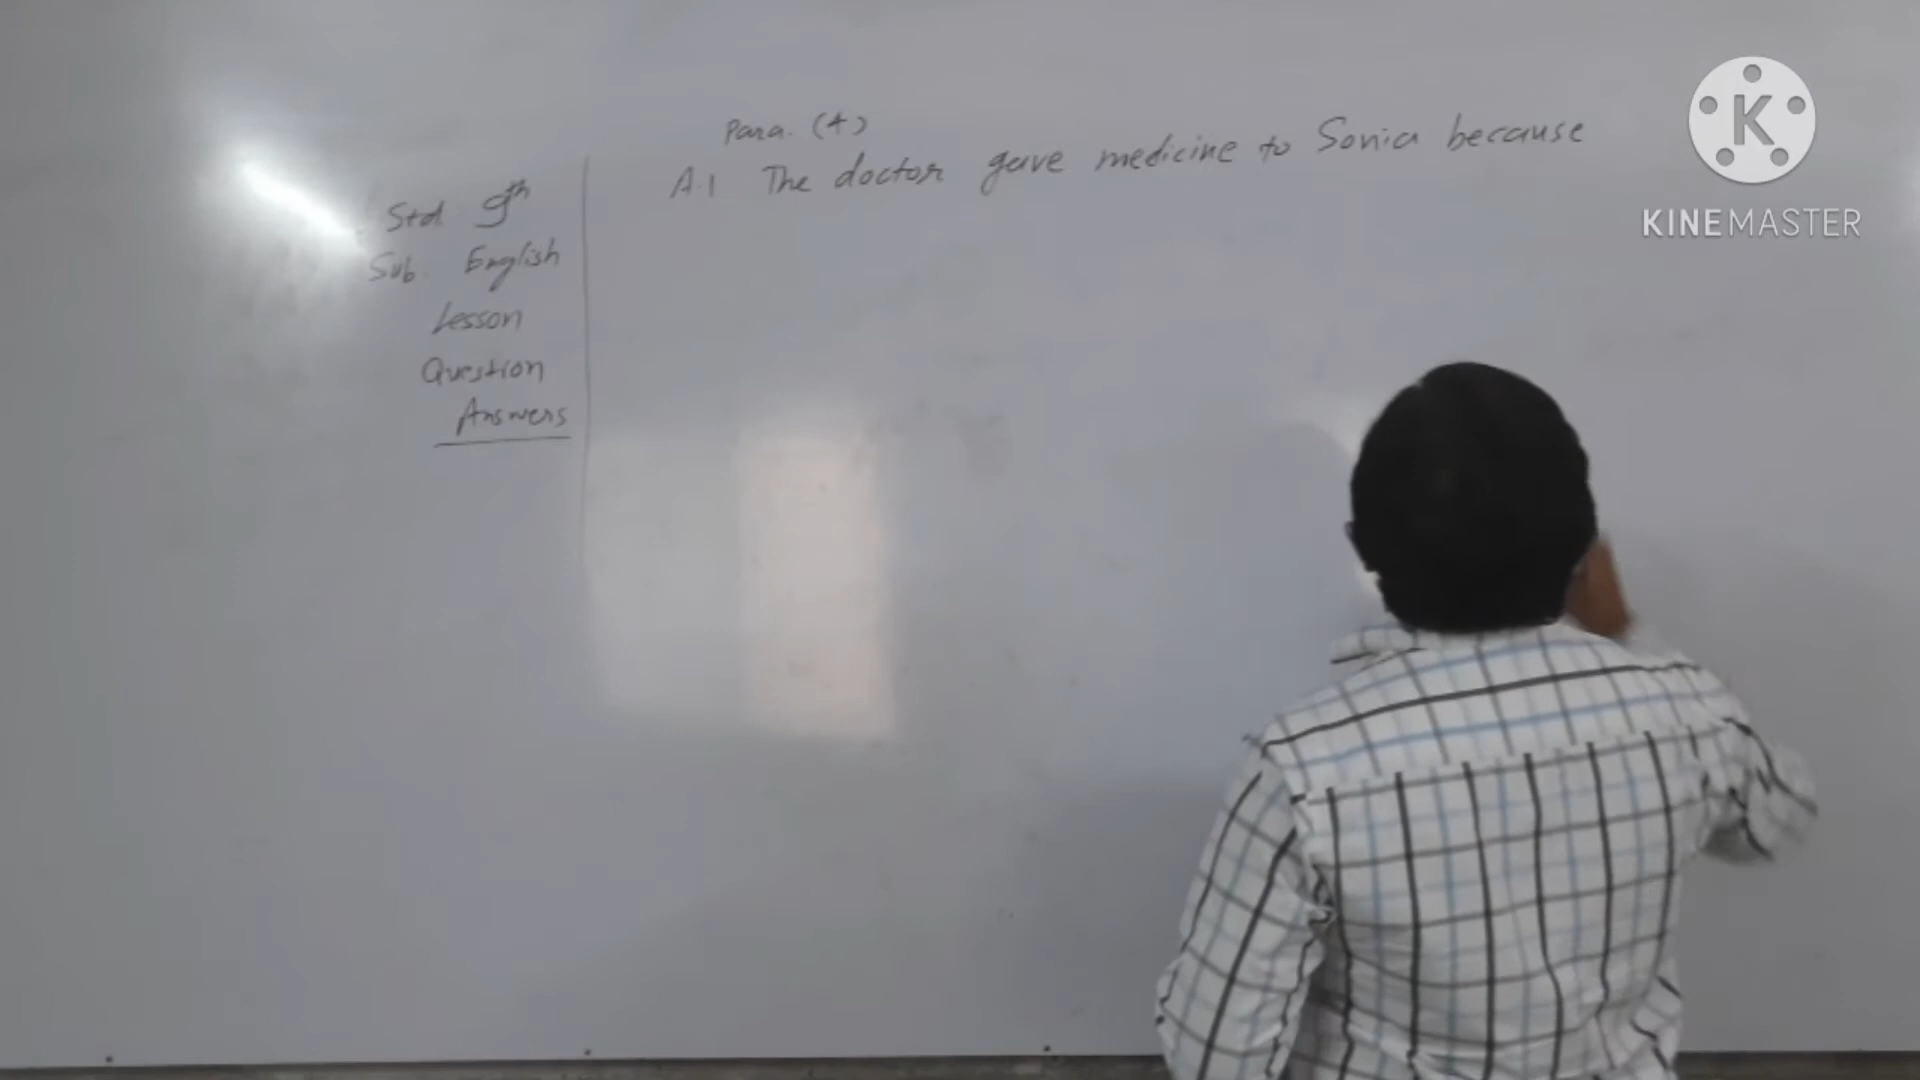 Para. (4)
A.1 The doctor gave medicine to Sonia because
Std 9th
Sub. English
Lesson
Question
Answers
K
KINEMASTER